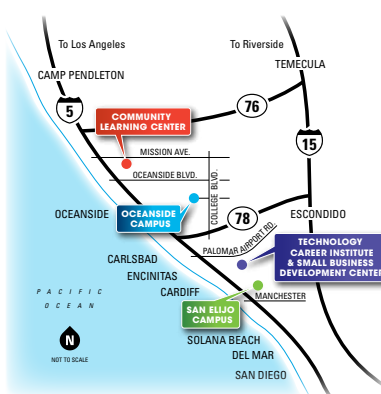 To Los Angeles
To Riverside
TEMECULA
CAMP PENDLETON
5
76
COMMUNITY
LEARNING CENTER
15
MISSION AVE.
OCEANSIDE BLVD.
COLLEGE BLVD.
OCEANSIDE
OCEANSIDE
CAMPUS
78
ESCONDIDO
PALOMAR AIRPORT RD.
TECHNOLOGY
CAREER INSTITUTE
& SMALL BUSINESS
DEVELOPMENT CENTER
CARLSBAD
ENCINITAS
CARDIFF
PACIFIC
OCEAN
MANCHESTER
SAN ELIJO
CAMPUS
N
NOT TO SCALE
SOLANA BEACH
DEL MAR
SAN DIEGO